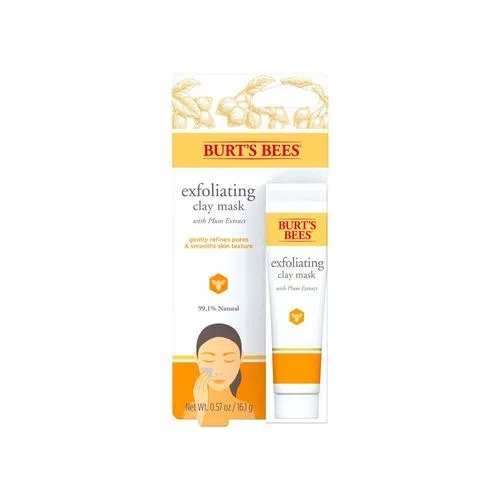 BURT'S BEES
exfoliating
clay mask
with Plum Extract
gently refines pores
& smooths skin texture
99.1% Natural
Net Wt. 0.57 oz / 16.1 g
BURT'S
BEES
exfoliating
clay mask
with Plum Extract